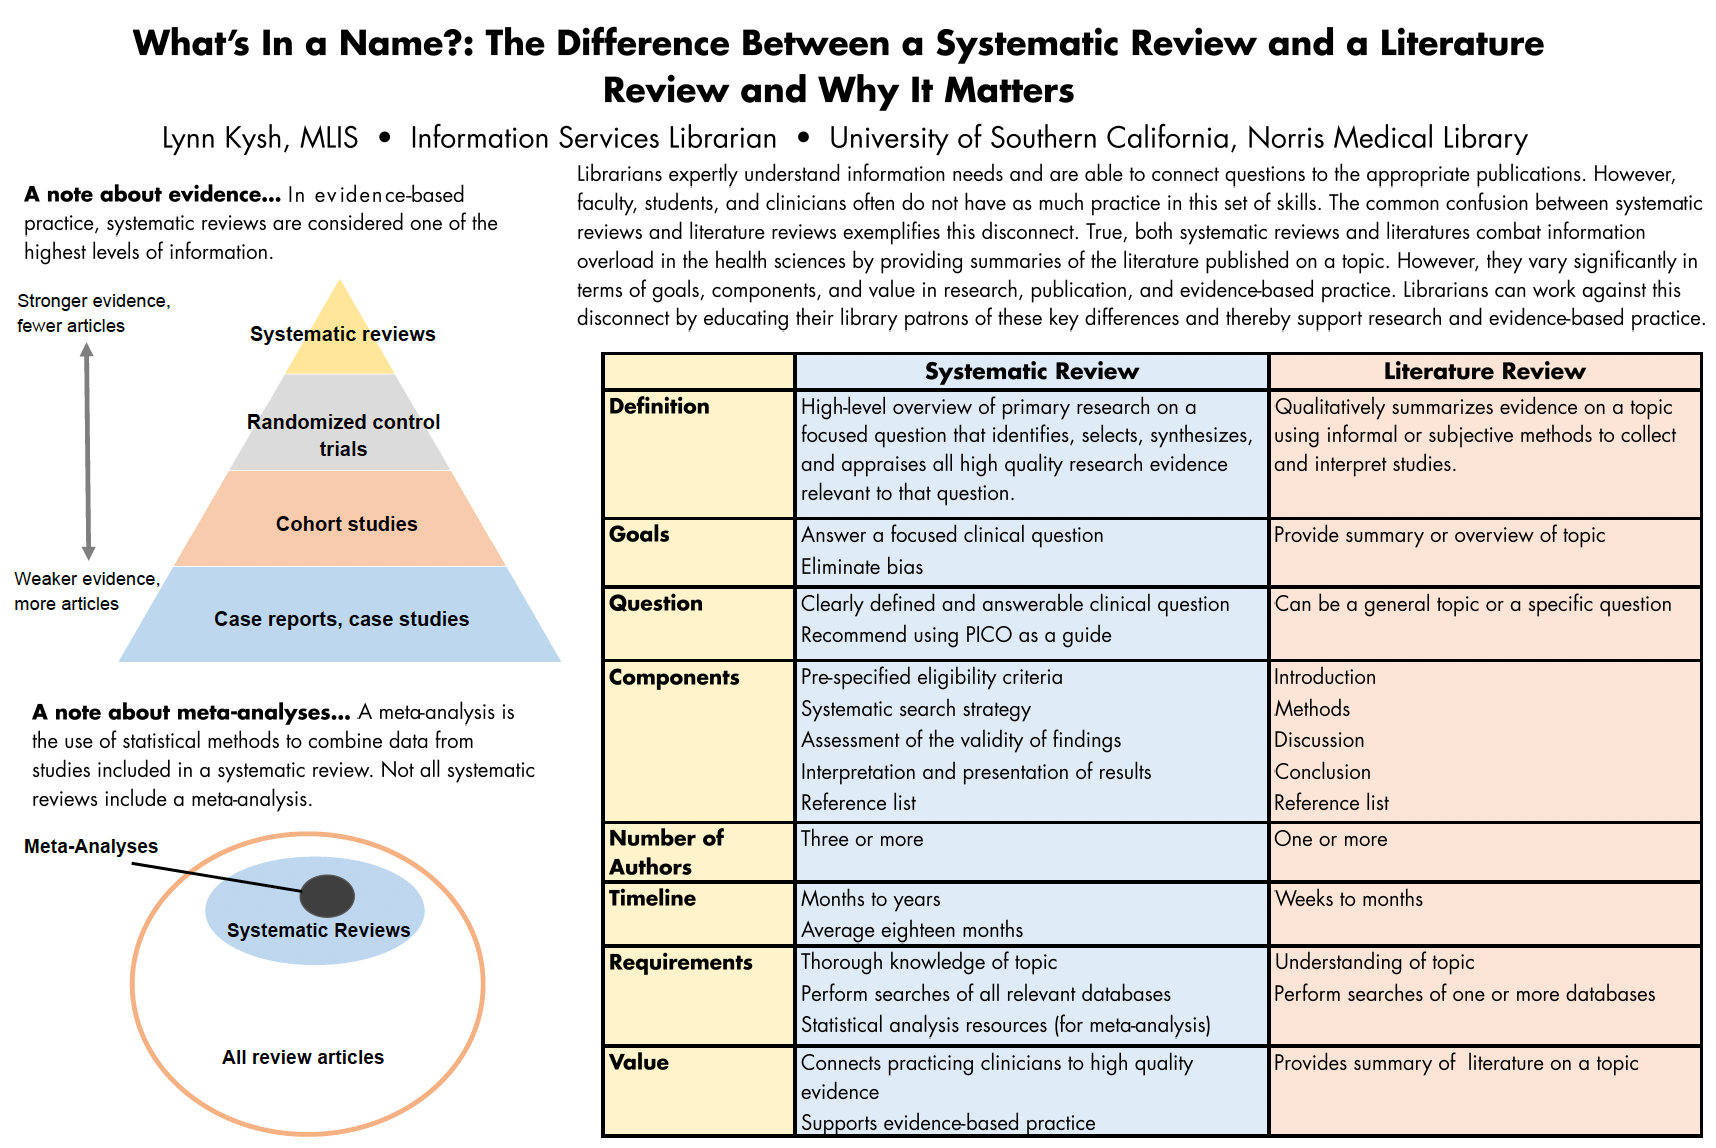 What's In a Name?: The Difference Between a Systematic Review and a Literature
Review and Why It Matters
Lynn Kysh, MLIS • Information Services Librarian • University of Southern California, Norris Medical Library
A note about evidence... In evidence-based
practice, systematic reviews are considered one of the
highest levels of information.
Stronger evidence,
fewer articles
Systematic reviews
Randomized control
trials
Cohort studies
Weaker evidence,
more articles
Case reports, case studies
A note about meta-analyses... A meta-analysis is
the use of statistical methods to combine data from
studies included in a systematic review. Not all systematic
reviews include a meta-analysis.
Meta-Analyses
Systematic Reviews
All review articles
Librarians expertly understand information needs and are able to connect questions to the appropriate publications. However,
faculty, students, and clinicians often do not have as much practice in this set of skills. The common confusion between systematic
reviews and literature reviews exemplifies this disconnect. True, both systematic reviews and literatures combat information
overload in the health sciences by providing summaries of the literature published on a topic. However, they vary significantly in
terms of goals, components, and value in research, publication, and evidence-based practice. Librarians can work against this
disconnect by educating their library patrons of these key differences and thereby support research and evidence-based practice.
Systematic Review
Literature Review
Definition
High-level overview of primary research on a
focused question that identifies, selects, synthesizes,
and appraises all high quality research evidence
relevant to that question.
Qualitatively summarizes evidence on a topic
using informal or subjective methods to collect
and interpret studies.
Goals
Answer a focused clinical question
Eliminate bias
Provide summary or overview of topic
Question
Clearly defined and answerable clinical question
Recommend using PICO as a guide
Can be a general topic or a specific question
Components
Pre-specified eligibility criteria
Systematic search strategy
Assessment of the validity of findings
Interpretation and presentation of results
Reference list
Introduction
Methods
Discussion
Conclusion
Reference list
Number of
Authors
Three or more
One or more
Timeline
Months to years
Average eighteen months
Weeks to months
Requirements
Thorough knowledge of topic
Perform searches of all relevant databases
Statistical analysis resources (for meta-analysis)
Understanding of topic
Perform searches of one or more databases
Value
Connects practicing clinicians to high quality
evidence
Supports evidence-based practice
Provides summary of literature on a topic